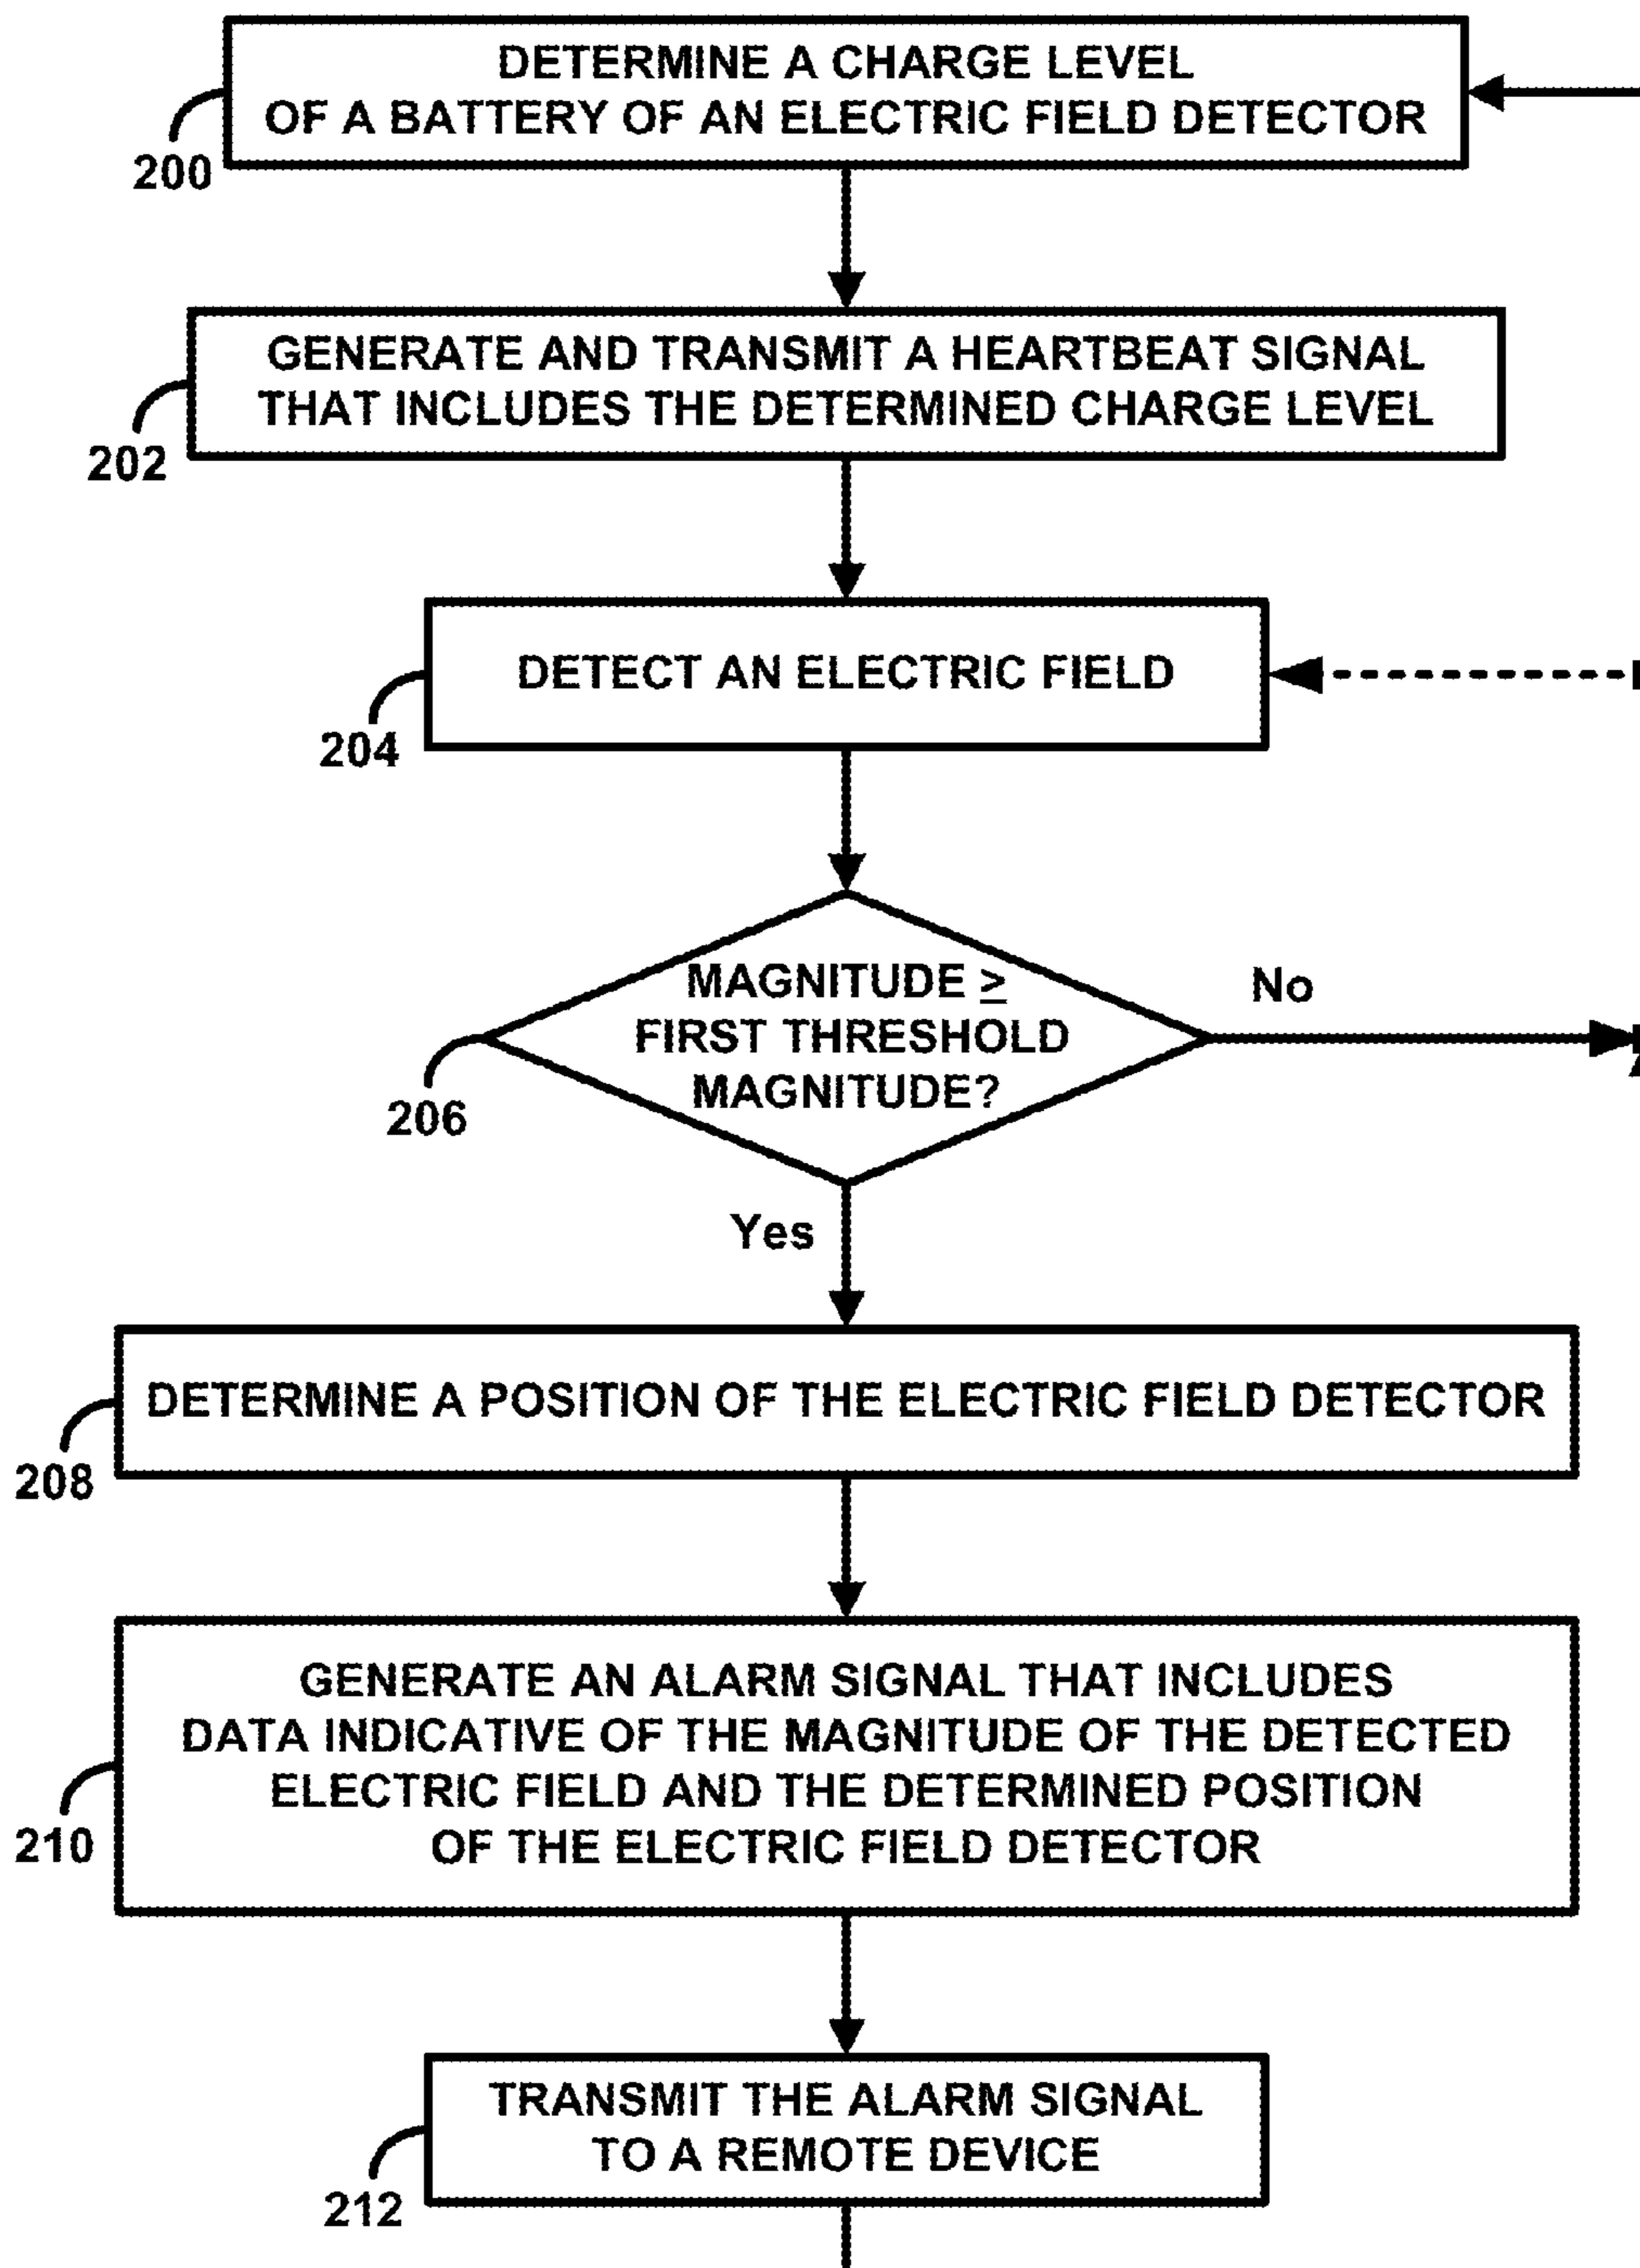 DETERMINE A CHARGE LEVEL
OF A BATTERY OF AN ELECTRIC FIELD DETECTOR
200
GENERATE AND TRANSMIT A HEARTBEAT SIGNAL
THAT INCLUDES THE DETERMINED CHARGE LEVEL
202
DETECT AN ELECTRIC FIELD
204
MAGNITUDE ≥
FIRST THRESHOLD
MAGNITUDE?
No
206
Yes
DETERMINE A POSITION OF THE ELECTRIC FIELD DETECTOR
208
GENERATE AN ALARM SIGNAL THAT INCLUDES
DATA INDICATIVE OF THE MAGNITUDE OF THE DETECTED
ELECTRIC FIELD AND THE DETERMINED POSITION
OF THE ELECTRIC FIELD DETECTOR
210
TRANSMIT THE ALARM SIGNAL
TO A REMOTE DEVICE
212